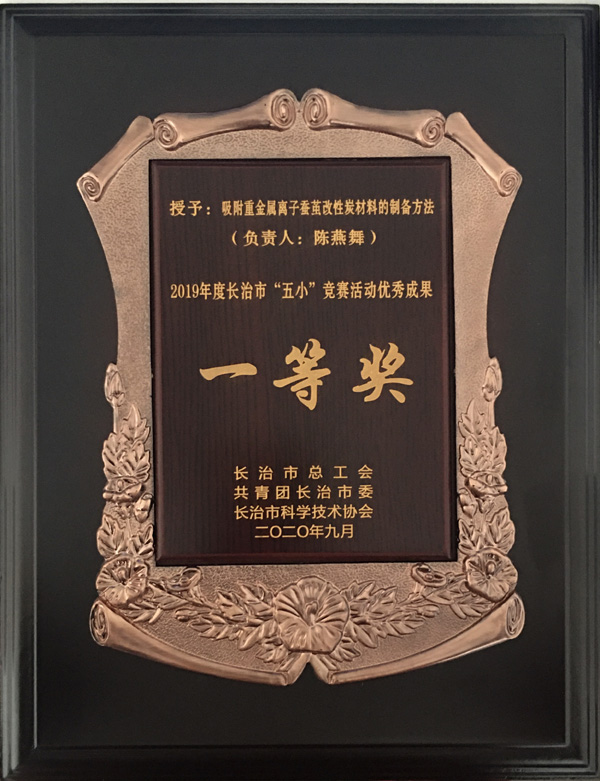 授予：吸附重金属离子蚕茧改性炭材料的制备方法
（负责人：陈燕舞）
2019年度长治市“五小”竞赛活动优秀成果
一等奖
长治市总工会
共青团长治市委
长治市科学技术协会
二〇二〇年九月